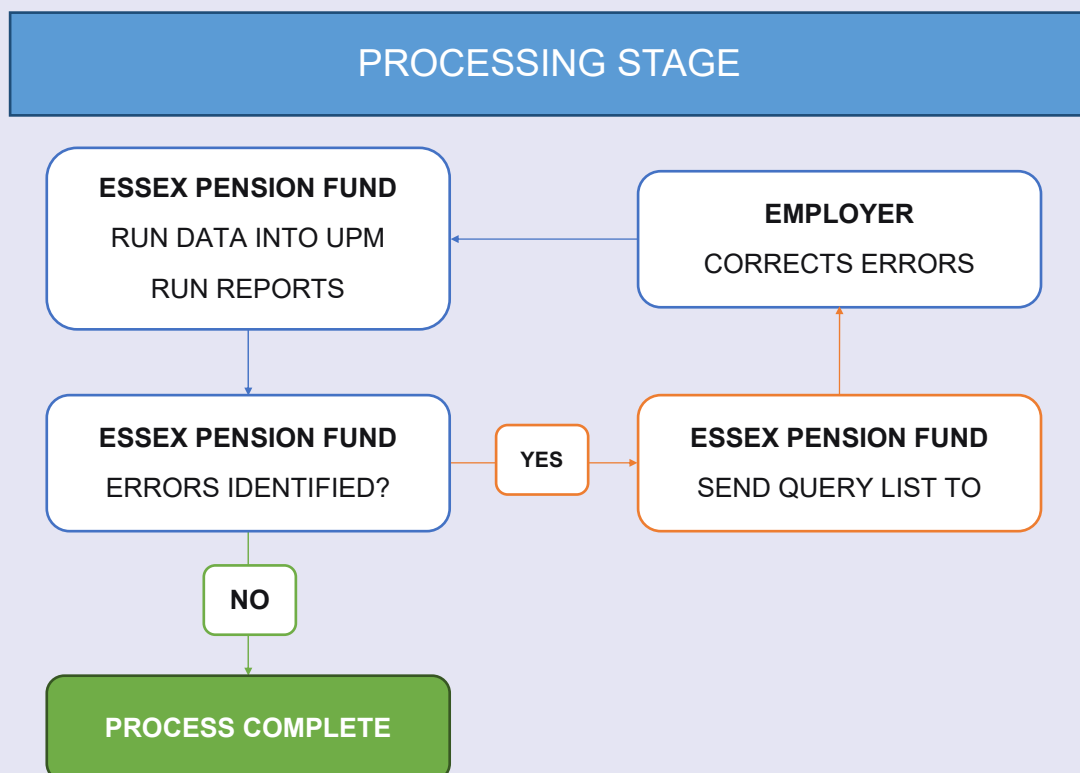 PROCESSING STAGE
ESSEX PENSION FUND
RUN DATA INTO UPM
RUN REPORTS
EMPLOYER
CORRECTS ERRORS
ESSEX PENSION FUND
ERRORS IDENTIFIED?
YES
ESSEX PENSION FUND
SEND QUERY LIST TO
NO
PROCESS COMPLETE